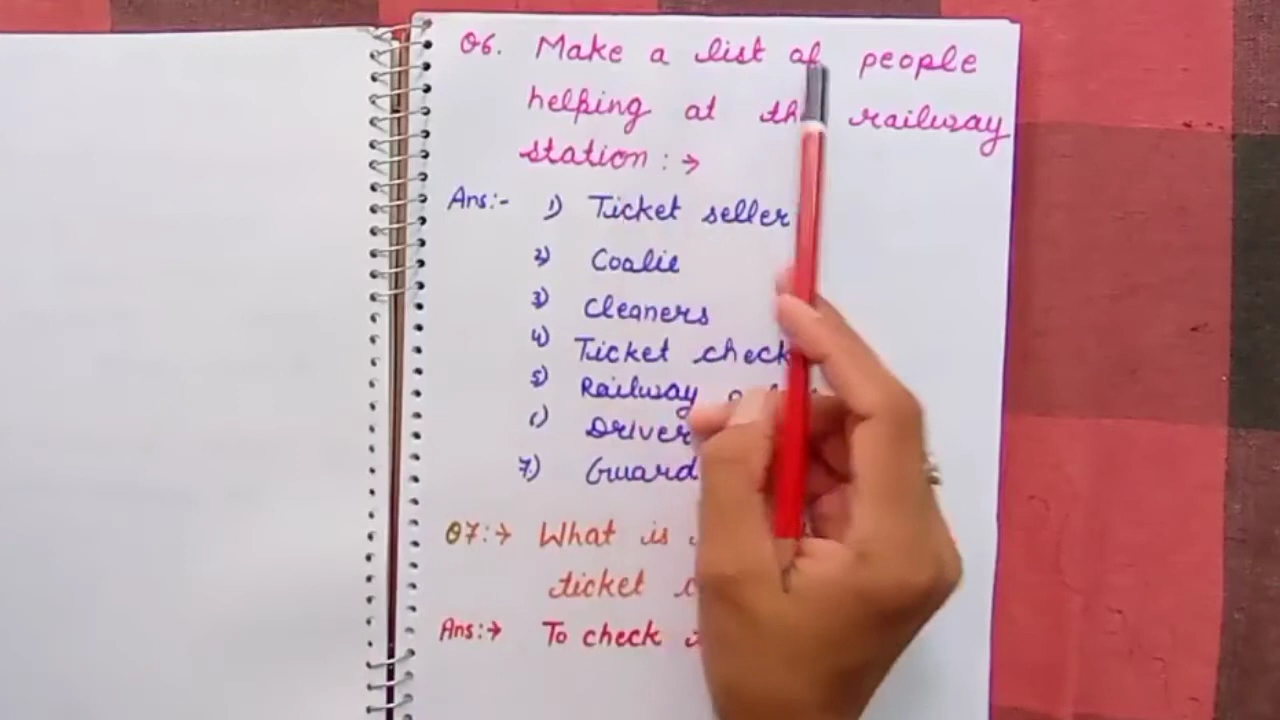 Q6. Make a list of people
helping at the railway
station :→
Ans:- 1) Ticket seller
2) Coolie
3) Cleaners
4) Ticket check
5) Railway
6) Driver
7.) Guard
Q7:→ What is
ticket
Ans:→ To check